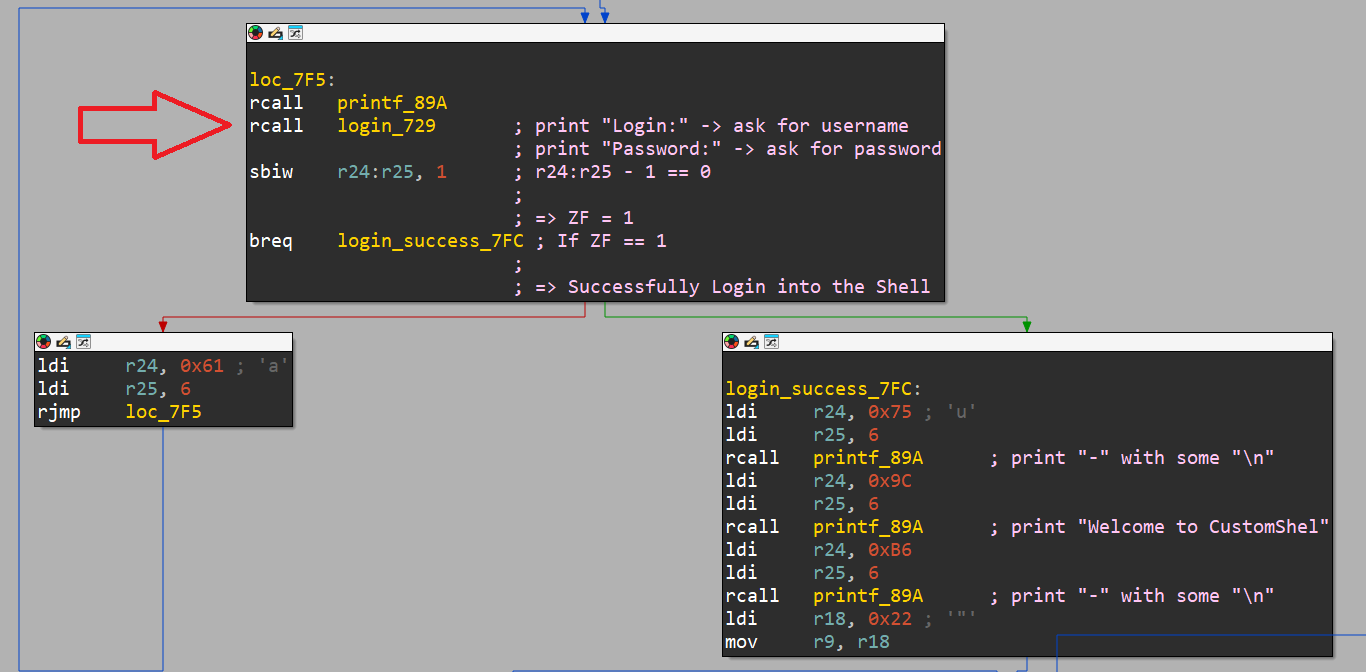 loc_7F5:
rcall printf_89A
rcall login_729 ; print "Login:" -> ask for username
; print "Password:" -> ask for password
sbiw r24:r25, 1 ; r24:r25 - 1 == 0
;
; => ZF = 1
breq login_success_7FC ; If ZF == 1
;
; => Successfully Login into the Shell
ldi r24, 0x61 ; 'a'
ldi r25, 6
rjmp loc_7F5
login_success_7FC:
ldi r24, 0x75 ; 'u'
ldi r25, 6
rcall printf_89A ; print "-" with some "\n"
ldi r24, 0x9C
ldi r25, 6
rcall printf_89A ; print "Welcome to CustomShel"
ldi r24, 0xB6
ldi r25, 6
rcall printf_89A ; print "-" with some "\n"
ldi r18, 0x22 ; '"'
mov r9, r18